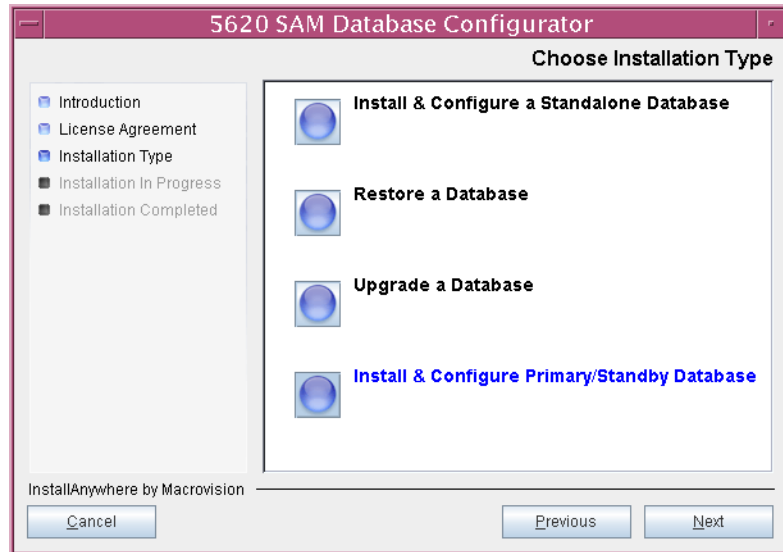 5620 SAM Database Configurator
Choose Installation Type
Introduction
License Agreement
Installation Type
Installation In Progress
Installation Completed
Install & Configure a Standalone Database
Restore a Database
Upgrade a Database
Install & Configure Primary/Standby Database
InstallAnywhere by Macrovision
Cancel
Previous
Next